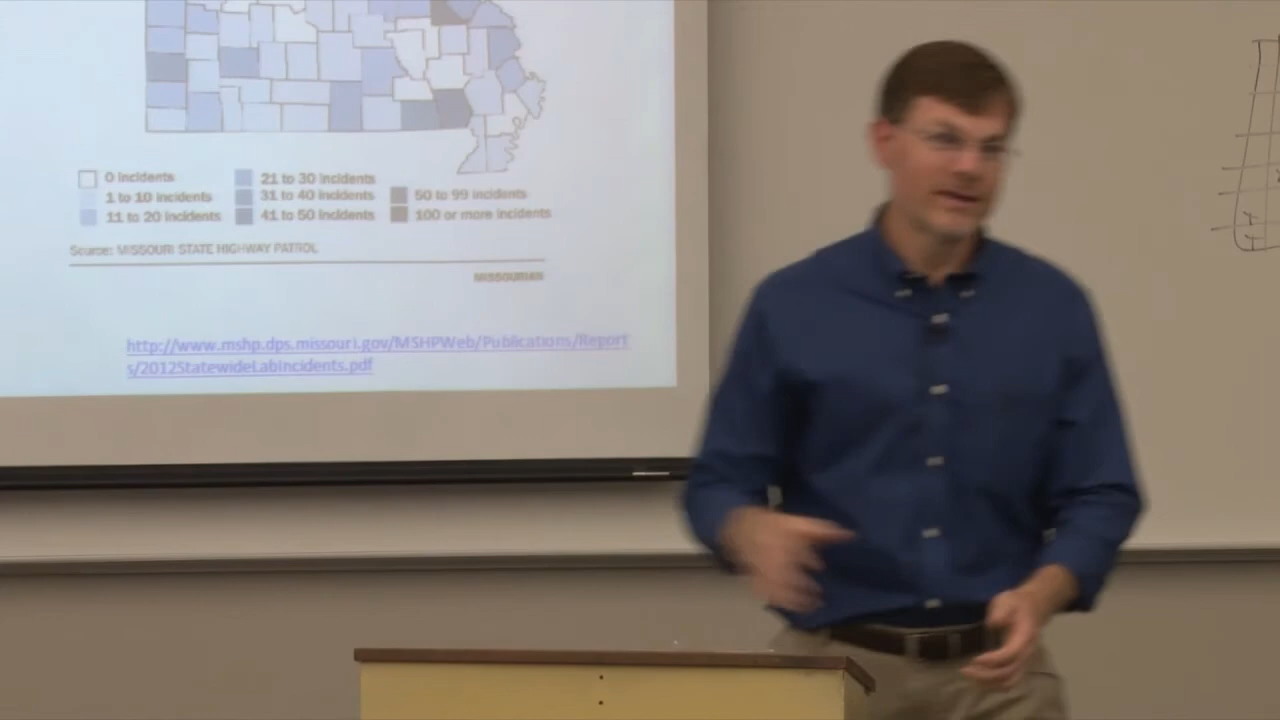 0 incidents
1 to 10 incidents
11 to 20 incidents
21 to 30 incidents
31 to 40 incidents
41 to 50 incidents
50 to 99 incidents
100 or more incidents
Source: MISSOURI STATE HIGHWAY PATROL
MISSOURIAN
http://www.mshp.dps.missouri.gov/MSHPWeb/Publications/Report
s/2012StatewideLabIncidents.pdf